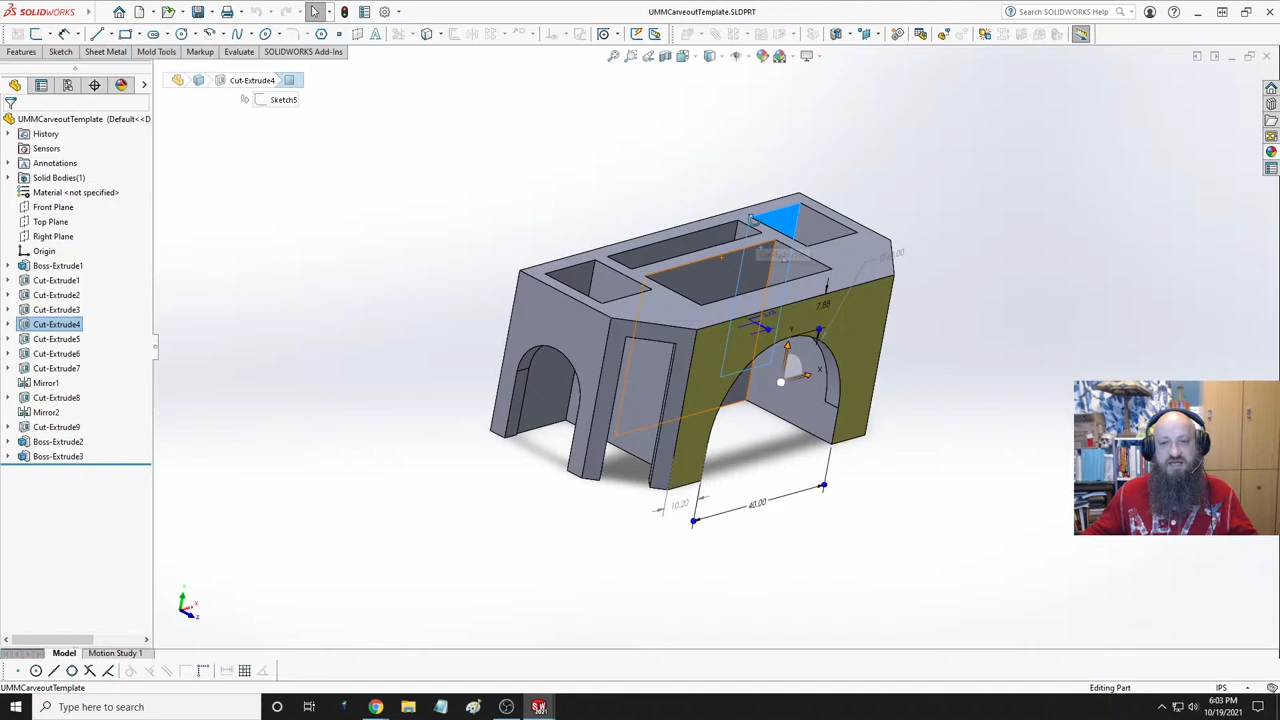 SOLIDWORKS
UMMCarveoutTemplate.SLDPRT
Search SOLIDWORKS Help
Features
Sketch
Sheet Metal
Mold Tools
Markup
Evaluate
SOLIDWORKS Add-Ins
Cut-Extrude4
Sketch5
UMMCarveoutTemplate (Default<<D
History
Sensors
Annotations
Solid Bodies(1)
Material <not specified>
Front Plane
Top Plane
Right Plane
Origin
Boss-Extrude1
Cut-Extrude1
Cut-Extrude2
Cut-Extrude3
Cut-Extrude4
Cut-Extrude5
Cut-Extrude6
Cut-Extrude7
Mirror1
Cut-Extrude8
Mirror2
Cut-Extrude9
Boss-Extrude2
Boss-Extrude3
7.88
Y
X
10.20
40.00
Y
X
Z
Model
Motion Study 1
UMMCarveoutTemplate
Editing Part
IPS
Type here to search
6:03 PM
10/19/2021